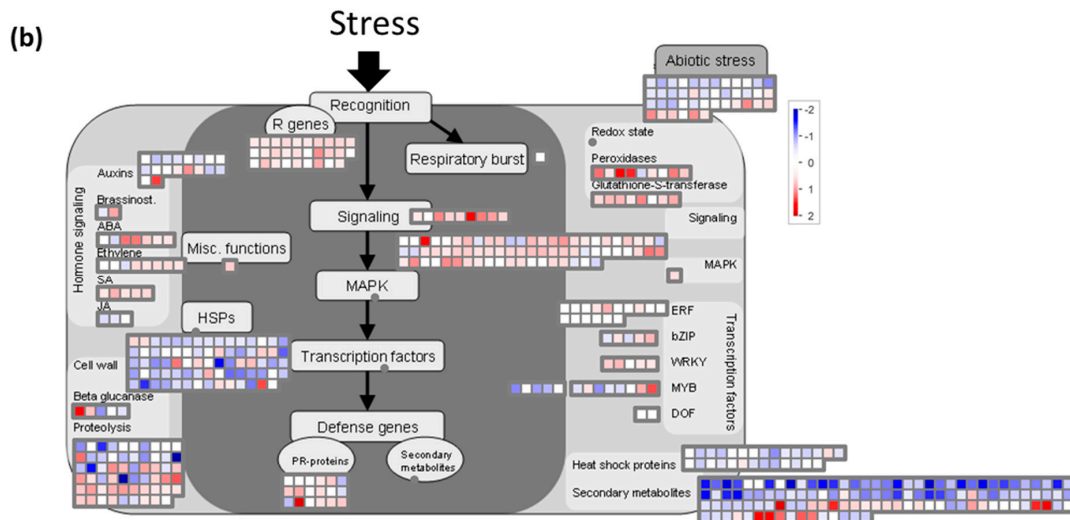 (b)
Stress
Abiotic stress
Recognition
R genes
Respiratory burst
Redox state
Peroxidases
Glutathione-S-transferase
-2
-1
0
1
2
Auxins
Brassinost.
ABA
Ethylene
SA
JA
Hormone signaling
Misc. functions
HSPs
Signaling
Signaling
MAPK
MAPK
Transcription factors
ERF
bZIP
WRKY
MYB
DOF
Transcription factors
Cell wall
Beta glucanase
Proteolysis
Defense genes
PR-proteins
Secondary
metabolites
Heat shock proteins
Secondary metabolites